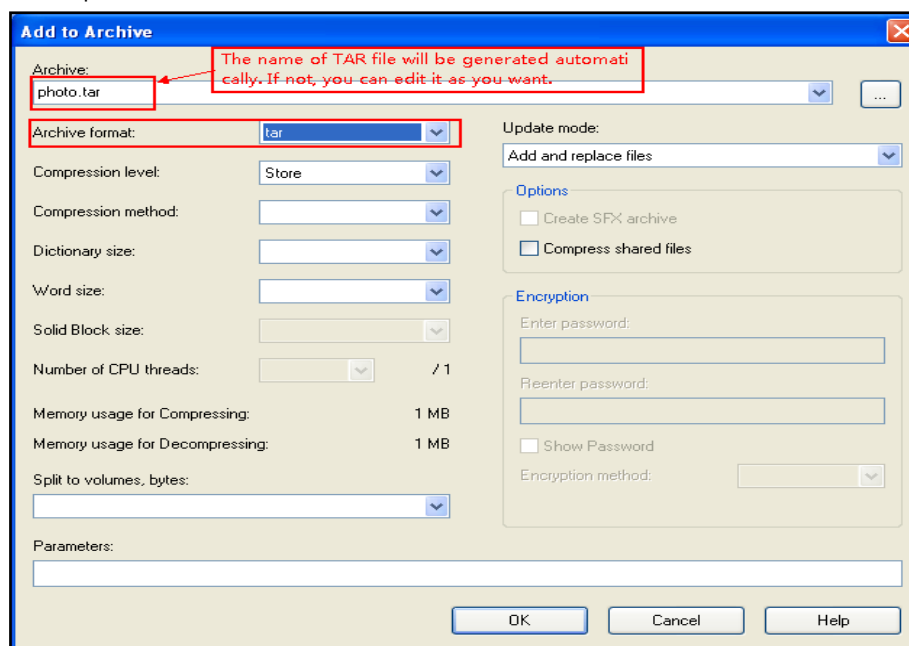 Add to Archive
The name of TAR file will be generated automati
cally. If not, you can edit it as you want.
Archive:
photo.tar
...
Archive format:
tar
Compression level:
Store
Compression method:
Dictionary size:
Word size:
Solid Block size:
Number of CPU threads:
/ 1
Memory usage for Compressing:
1 MB
Memory usage for Decompressing:
1 MB
Split to volumes, bytes:
Update mode:
Add and replace files
Options
Create SFX archive
Compress shared files
Encryption
Enter password:
Reenter password:
Show Password
Encryption method:
Parameters:
OK
Cancel
Help